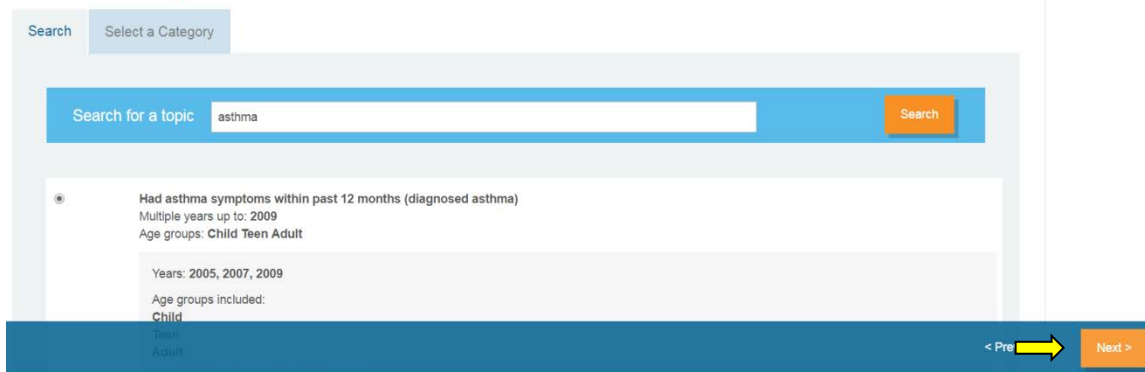 Search
Select a Category
Search for a topic
asthma
Search
Had asthma symptoms within past 12 months (diagnosed asthma)
Multiple years up to: 2009
Age groups: Child Teen Adult
Years: 2005, 2007, 2009
Age groups included:
Child
Teen
Adult
< Pre
Next >